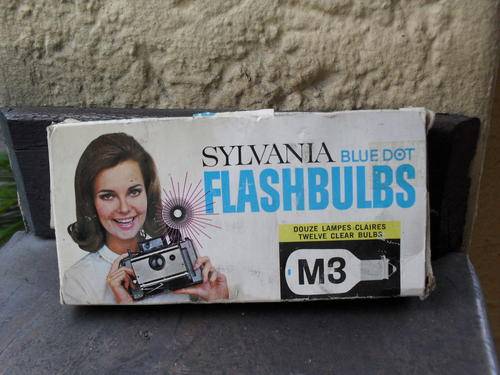 SYLVANIA BLUE DOT
FLASHBULBS
DOUZE LAMPES CLAIRES
TWELVE CLEAR BULBS
M3